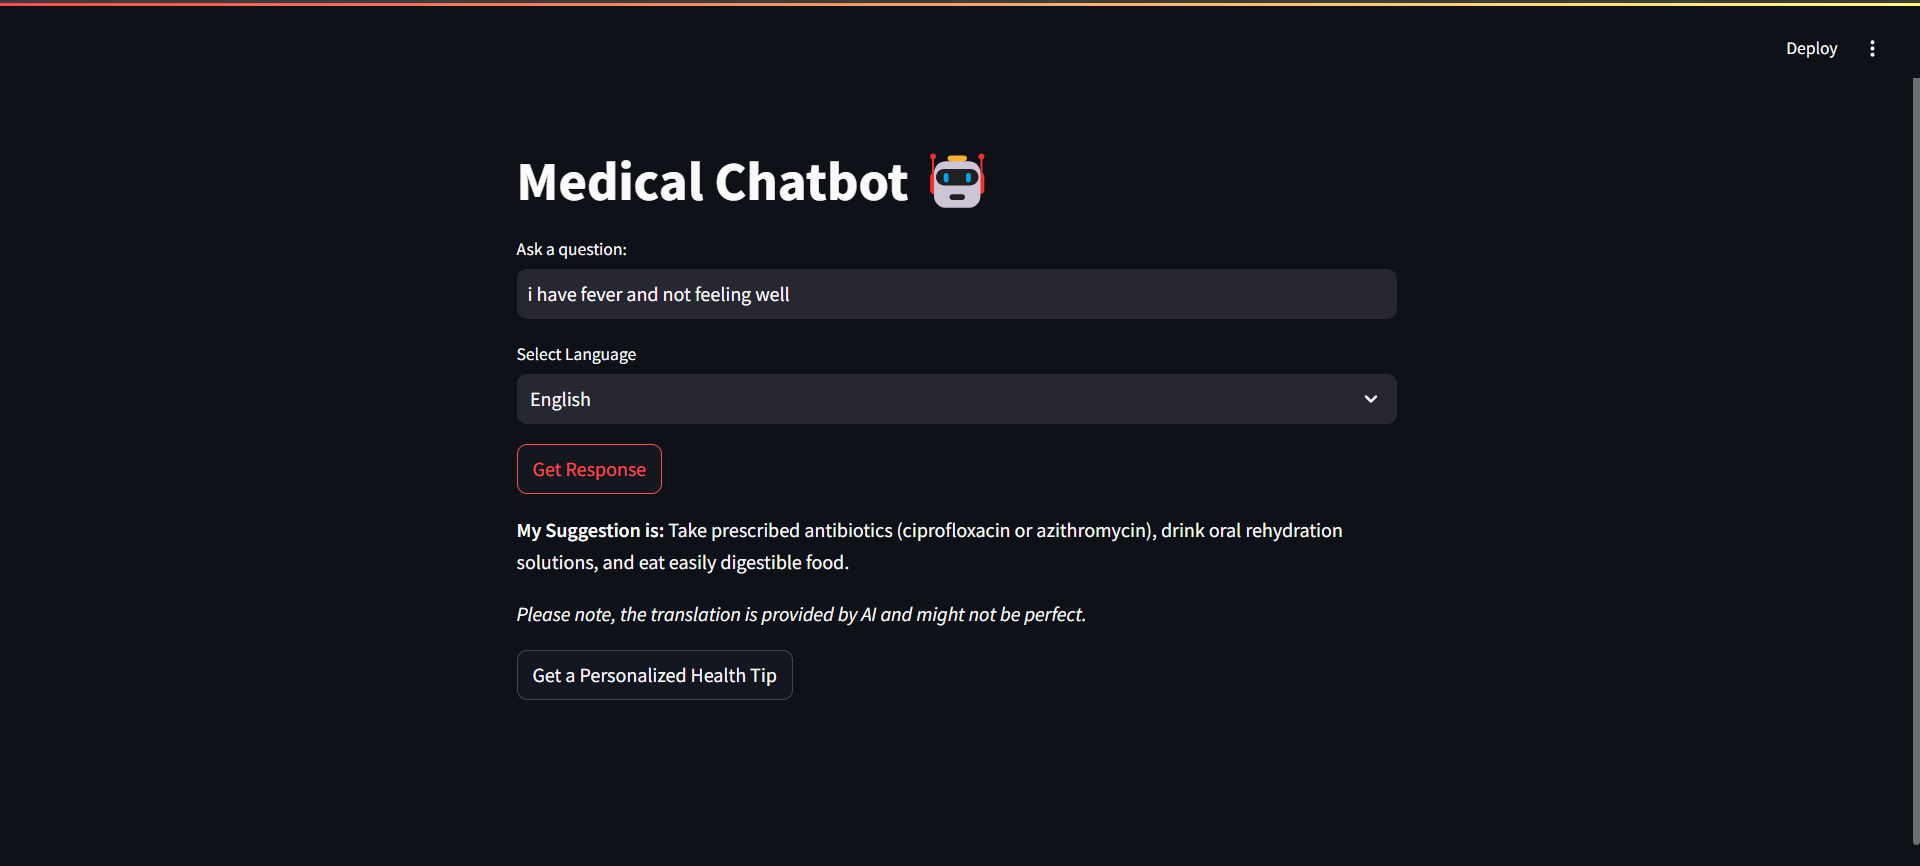 Deploy
Medical Chatbot
Ask a question:
i have fever and not feeling well
Select Language
English
Get Response
My Suggestion is: Take prescribed antibiotics (ciprofloxacin or azithromycin), drink oral rehydration
solutions, and eat easily digestible food.
Please note, the translation is provided by AI and might not be perfect.
Get a Personalized Health Tip